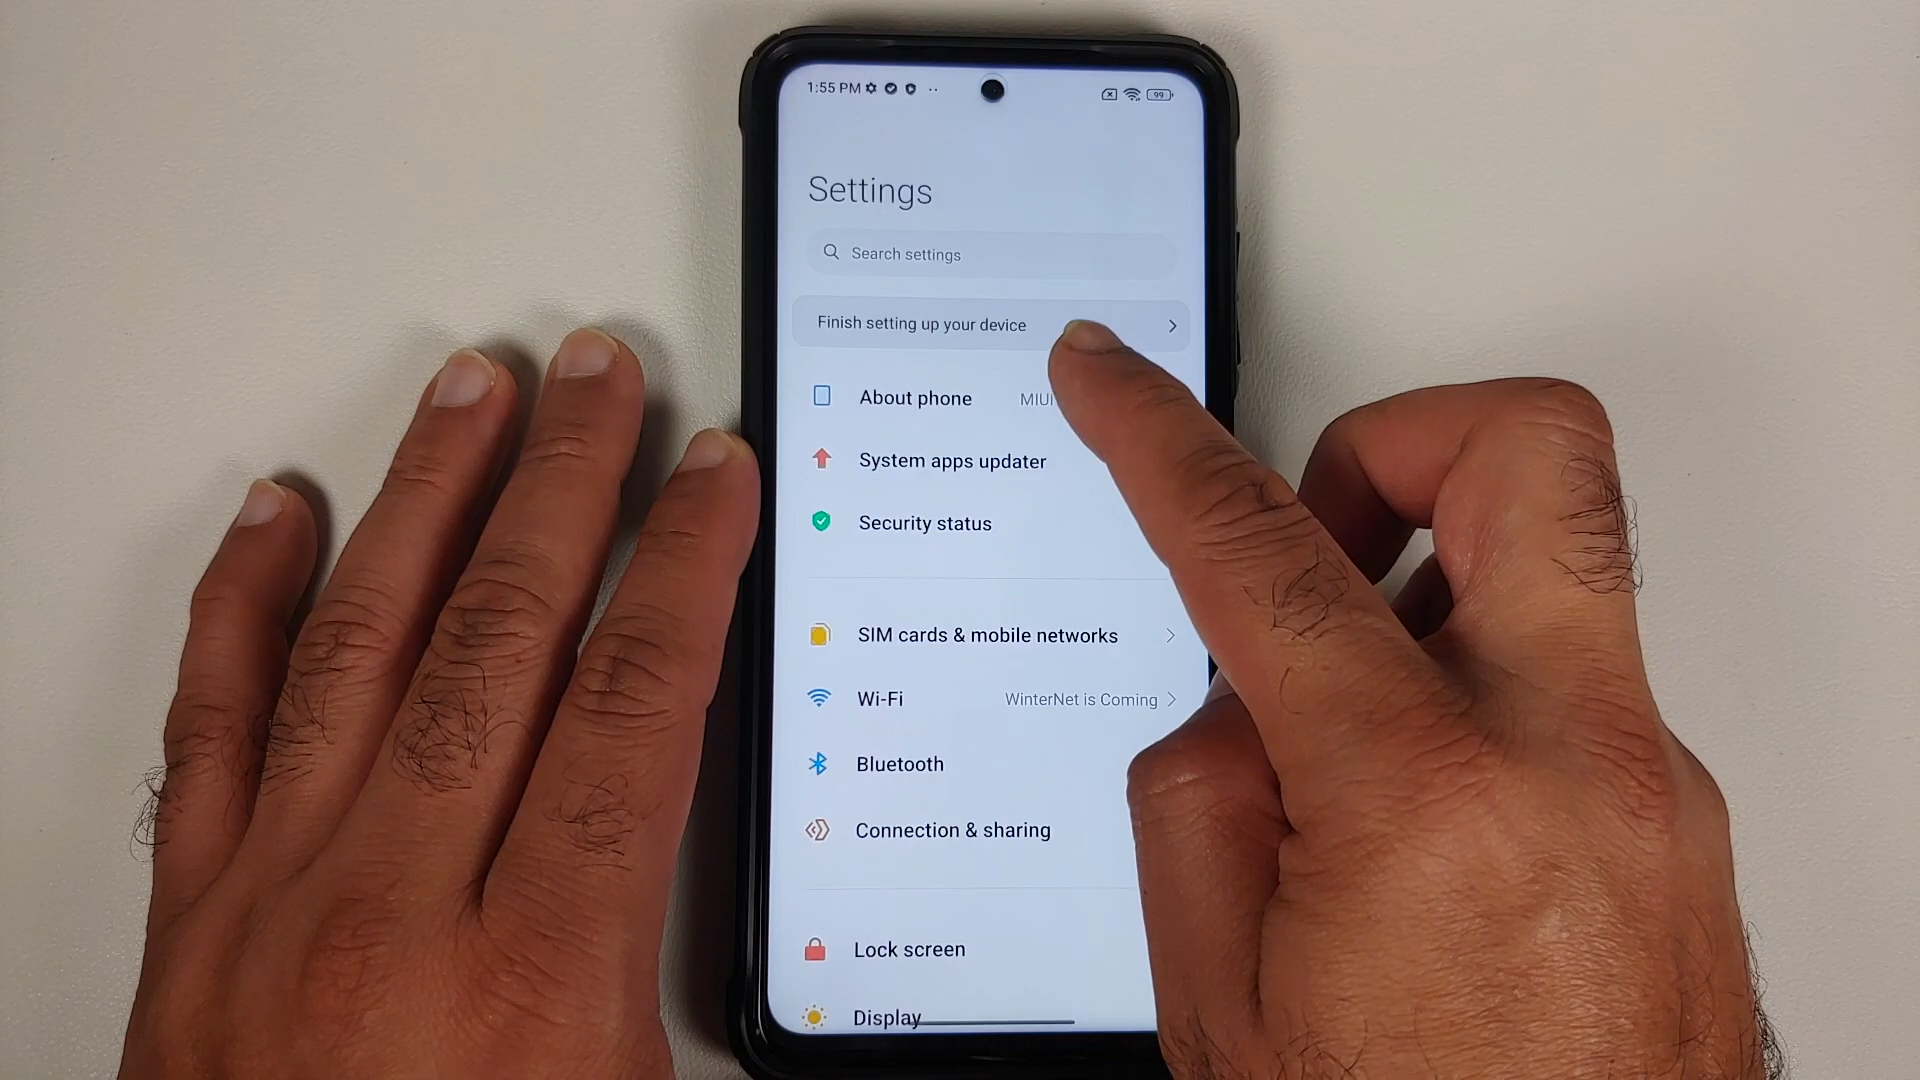 1:55 PM
99
Settings
Search settings
Finish setting up your device
About phone MIUI
System apps updater
Security status
SIM cards & mobile networks
Wi-Fi WinterNet is Coming
Bluetooth
Connection & sharing
Lock screen
Display